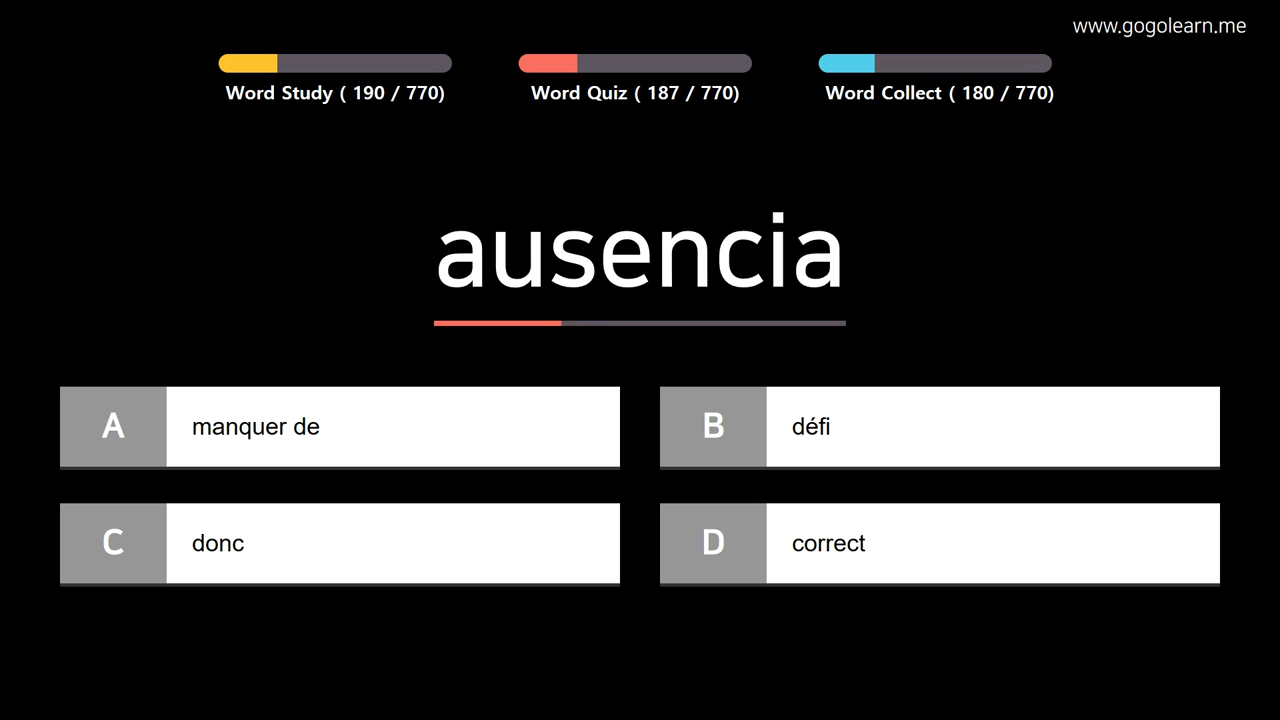 www.gogolearn.me
Word Study ( 190 / 770)
Word Quiz ( 187 / 770)
Word Collect ( 180 / 770)
ausencia
A
manquer de
B
défi
C
donc
D
correct